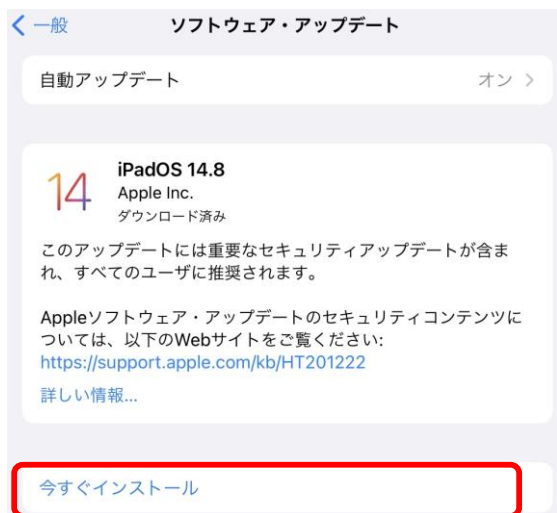 一般 ソフトウェア・アップデート
自動アップデート オン
14
iPadOS 14.8
Apple Inc.
ダウンロード済み
このアップデートには重要なセキュリティアップデートが含ま
れ、すべてのユーザに推奨されます。
Appleソフトウェア・アップデートのセキュリティコンテンツに
ついては、以下のWebサイトをご覧ください:
https://support.apple.com/kb/HT201222
詳しい情報...
今すぐインストール